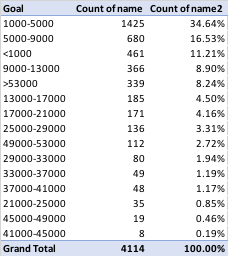 Goal Count of name Count of name2
1000-5000 1425 34.64%
5000-9000 680 16.53%
<1000 461 11.21%
9000-13000 366 8.90%
>53000 339 8.24%
13000-17000 185 4.50%
17000-21000 171 4.16%
25000-29000 136 3.31%
49000-53000 112 2.72%
29000-33000 80 1.94%
33000-37000 49 1.19%
37000-41000 48 1.17%
21000-25000 35 0.85%
45000-49000 19 0.46%
41000-45000 8 0.19%
Grand Total 4114 100.00%